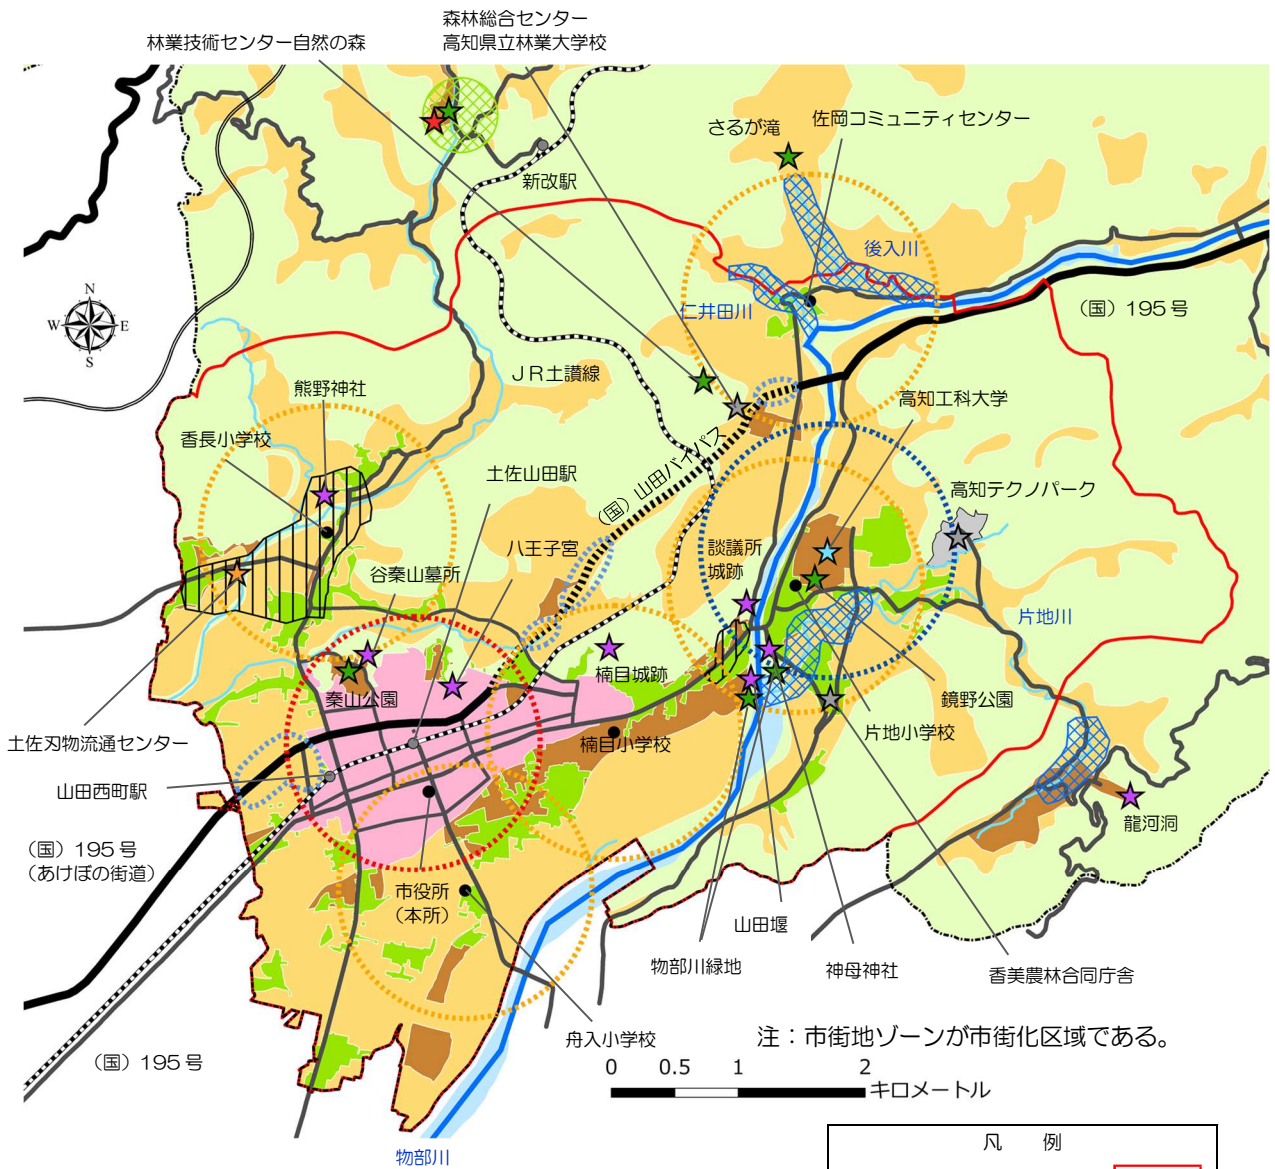 森林総合センター
高知県立林業大学校
林業技術センター自然の森
さるが滝
佐岡コミュニティセンター
新改駅
後入川
仁井田川
（国）195号
N
W
E
S
熊野神社
JR土讃線
高知工科大学
香長小学校
土佐山田駅
（国）山田バイパス
高知テクノパーク
八王子宮
談議所
城跡
谷秦山墓所
片地川
楠目城跡
秦山公園
鏡野公園
片地小学校
土佐刃物流通センター
楠目小学校
山田西町駅
龍河洞
（国）195号
（あけぼの街道）
市役所
（本所）
山田堰
物部川緑地
神母神社
香美農林合同庁舎
舟入小学校
注：市街地ゾーンが市街化区域である。
（国）195号
0 0.5 1 2
キロメートル
凡　例
物部川